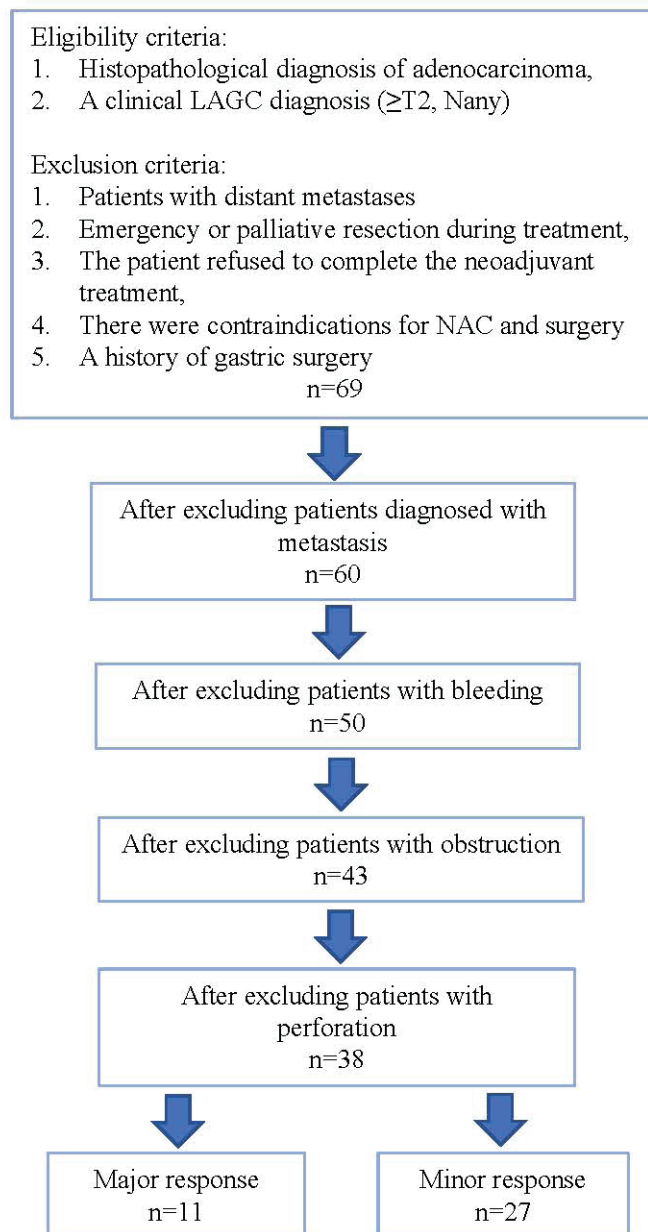 Eligibility criteria:
1. Histopathological diagnosis of adenocarcinoma,
2. A clinical LAGC diagnosis (≥T2, Nany)
Exclusion criteria:
1. Patients with distant metastases
2. Emergency or palliative resection during treatment,
3. The patient refused to complete the neoadjuvant
treatment,
4. There were contraindications for NAC and surgery
5. A history of gastric surgery
n=69
After excluding patients diagnosed with
metastasis
n=60
After excluding patients with bleeding
n=50
After excluding patients with obstruction
n=43
After excluding patients with
perforation
n=38
Major response
n=11
Minor response
n=27